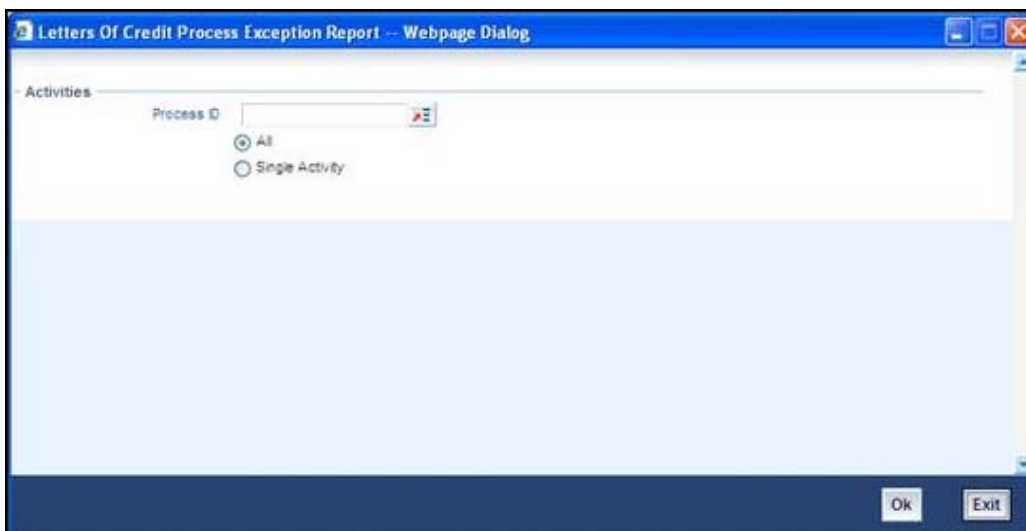 Letters Of Credit Process Exception Report -- Webpage Dialog
Activities
Process ID
All
Single Activity
Ok
Exit